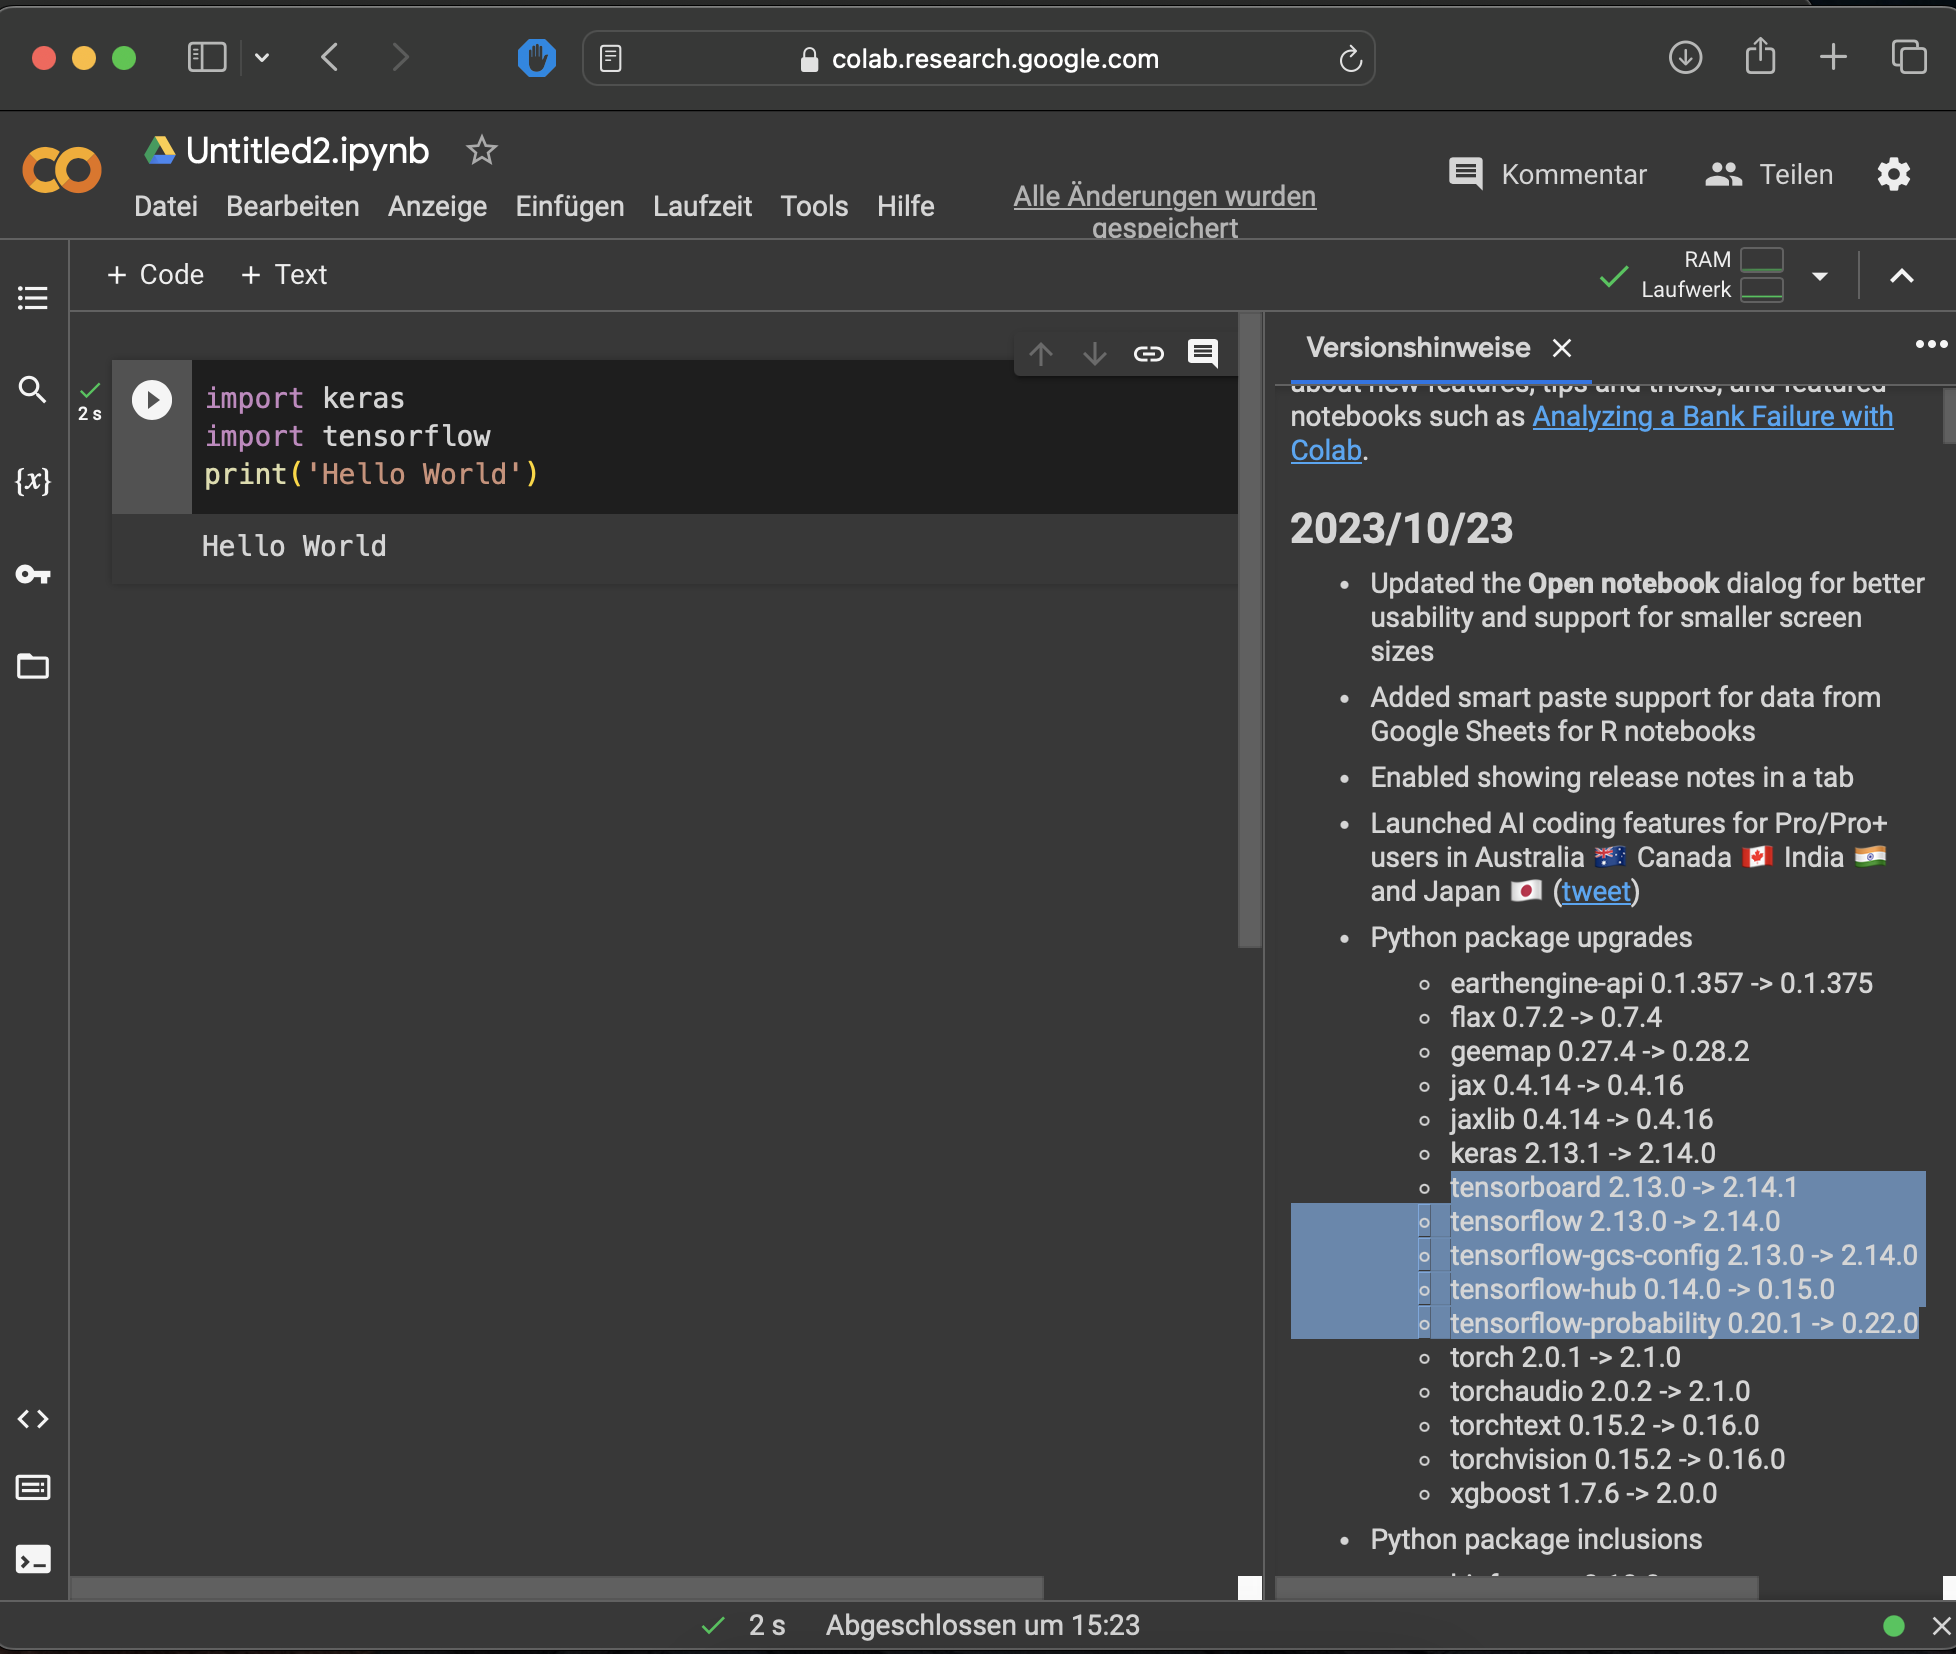 colab.research.google.com
Untitled2.ipynb
Datei Bearbeiten Anzeige Einfügen Laufzeit Tools Hilfe
Alle Änderungen wurden
gespeichert
Kommentar
Teilen
+ Code + Text
RAM
Laufwerk
2 s
import keras
import tensorflow
print('Hello World')
Hello World
{x}
Versionshinweise
about new features, tips and tricks, and featured
notebooks such as Analyzing a Bank Failure with
Colab.
2023/10/23
Updated the Open notebook dialog for better
usability and support for smaller screen
sizes
Added smart paste support for data from
Google Sheets for R notebooks
Enabled showing release notes in a tab
Launched AI coding features for Pro/Pro+
users in Australia 🇦🇺 Canada 🇨🇦 India 🇮🇳
and Japan 🇯🇵 (tweet)
Python package upgrades
earthengine-api 0.1.357 -> 0.1.375
flax 0.7.2 -> 0.7.4
geemap 0.27.4 -> 0.28.2
jax 0.4.14 -> 0.4.16
jaxlib 0.4.14 -> 0.4.16
keras 2.13.1 -> 2.14.0
tensorboard 2.13.0 -> 2.14.1
tensorflow 2.13.0 -> 2.14.0
tensorflow-gcs-config 2.13.0 -> 2.14.0
tensorflow-hub 0.14.0 -> 0.15.0
tensorflow-probability 0.20.1 -> 0.22.0
torch 2.0.1 -> 2.1.0
torchaudio 2.0.2 -> 2.1.0
torchtext 0.15.2 -> 0.16.0
torchvision 0.15.2 -> 0.16.0
xgboost 1.7.6 -> 2.0.0
Python package inclusions
2 s Abgeschlossen um 15:23